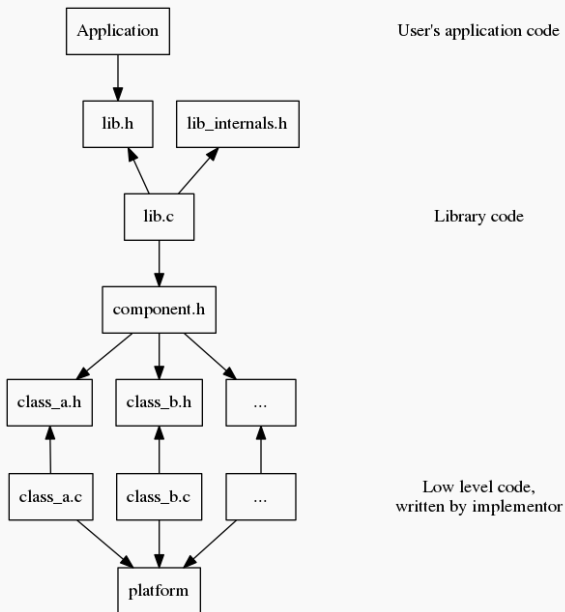 Application
User's application code
lib.h
lib_internals.h
lib.c
Library code
component.h
class_a.h
class_b.h
...
class_a.c
class_b.c
...
Low level code,
written by implementor
platform